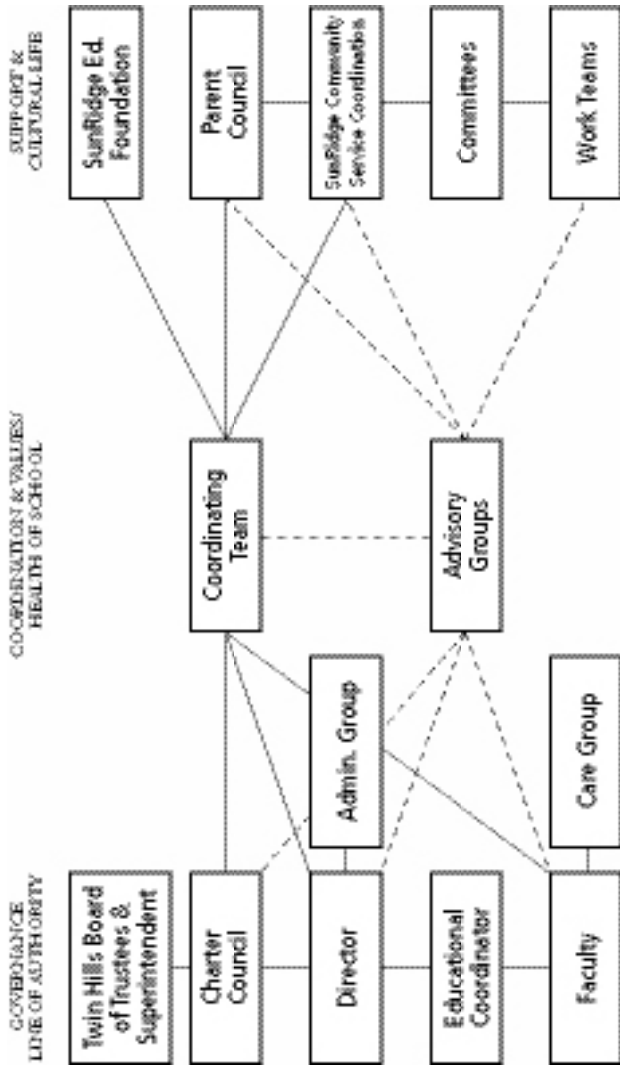 GOVERNANCE
LINE OF AUTHORITY
COORDINATION & VALUES/
HEALTH OF SCHOOL
SUPPORT &
CULTURAL LIFE
Twin Hills Board
of Trustees &
Superintendent
Charter
Council
Director
Educational
Coordinator
Faculty
Admin. Group
Care Group
Coordinating
Team
Advisory
Groups
SunRidge Ed.
Foundation
Parent
Council
SunRidge Community
Service Coordination
Committees
Work Teams